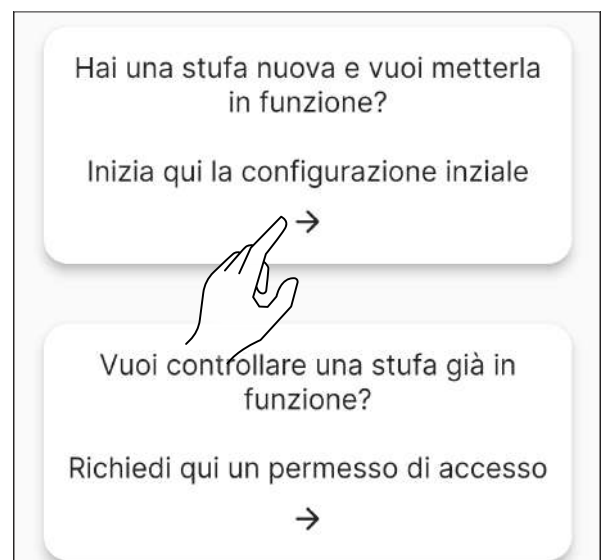 Hai una stufa nuova e vuoi metterla
in funzione?
Inizia qui la configurazione inziale
→
Vuoi controllare una stufa già in
funzione?
Richiedi qui un permesso di accesso
→